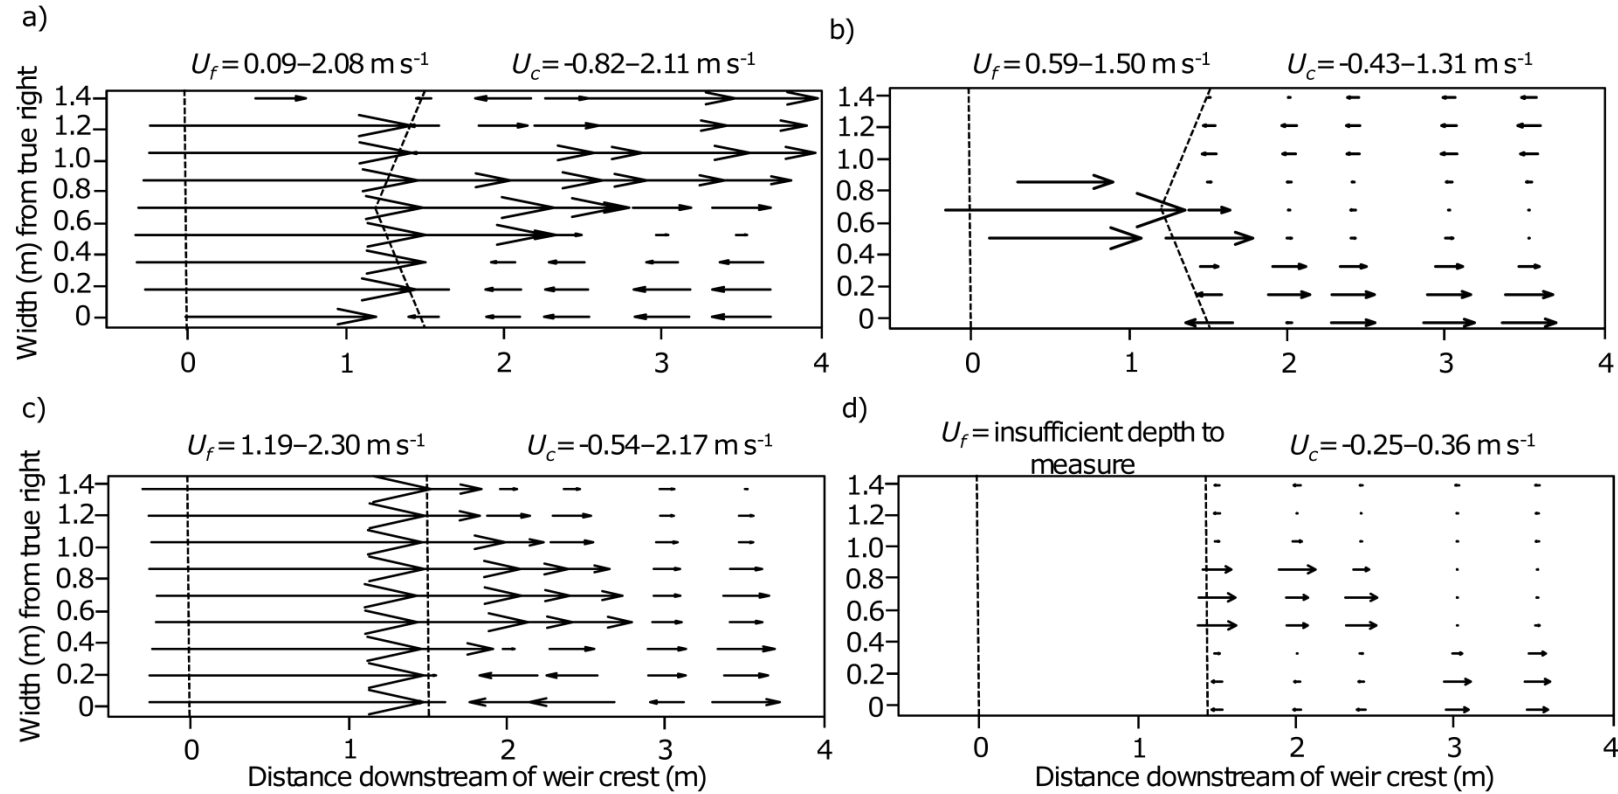 a)
U_f = 0.09–2.08 m s⁻¹
U_c = -0.82–2.11 m s⁻¹
Width (m) from true right
1.4
1.2
1.0
0.8
0.6
0.4
0.2
0
0 1 2 3 4
b)
U_f = 0.59–1.50 m s⁻¹
U_c = -0.43–1.31 m s⁻¹
1.4
1.2
1.0
0.8
0.6
0.4
0.2
0
0 1 2 3 4
c)
U_f = 1.19–2.30 m s⁻¹
U_c = -0.54–2.17 m s⁻¹
Width (m) from true right
1.4
1.2
1.0
0.8
0.6
0.4
0.2
0
0 1 2 3 4
Distance downstream of weir crest (m)
d)
U_f = insufficient depth to
measure
U_c = -0.25–0.36 m s⁻¹
1.4
1.2
1.0
0.8
0.6
0.4
0.2
0
0 1 2 3 4
Distance downstream of weir crest (m)